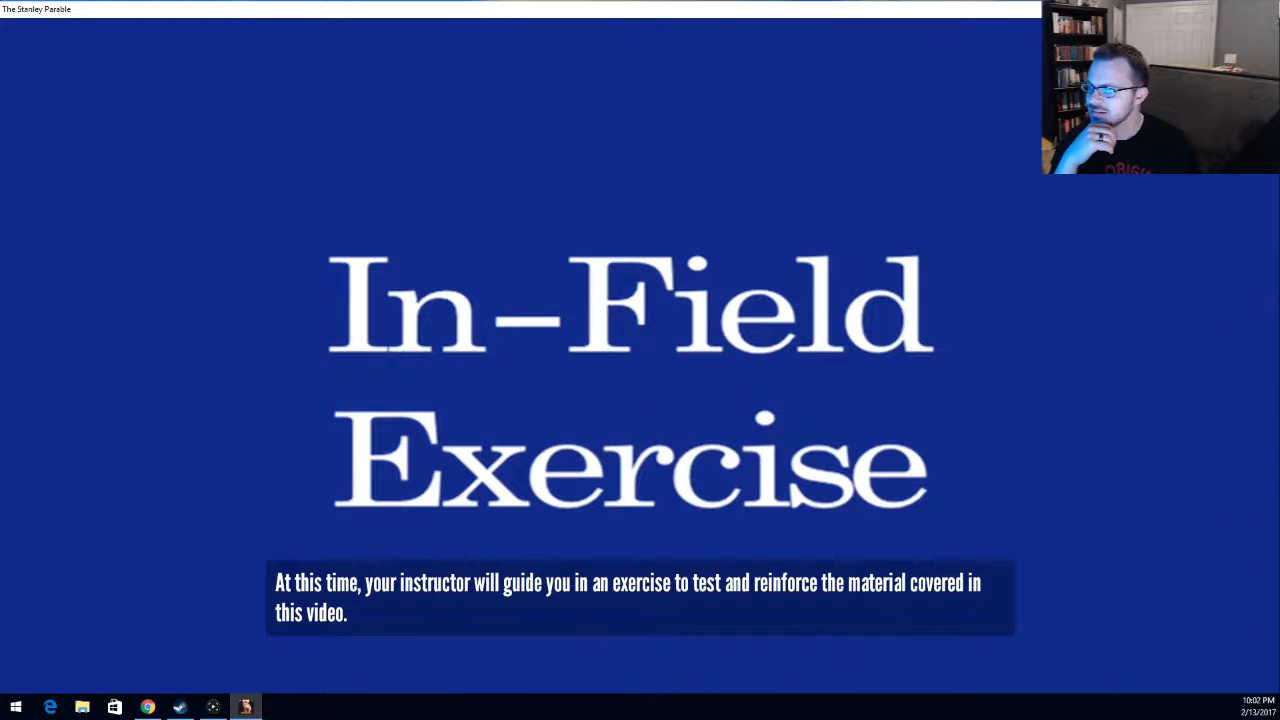 The Stanley Parable
ORIGI
In-Field
Exercise
At this time, your instructor will guide you in an exercise to test and reinforce the material covered in
this video.
10:02 PM
2/13/2017